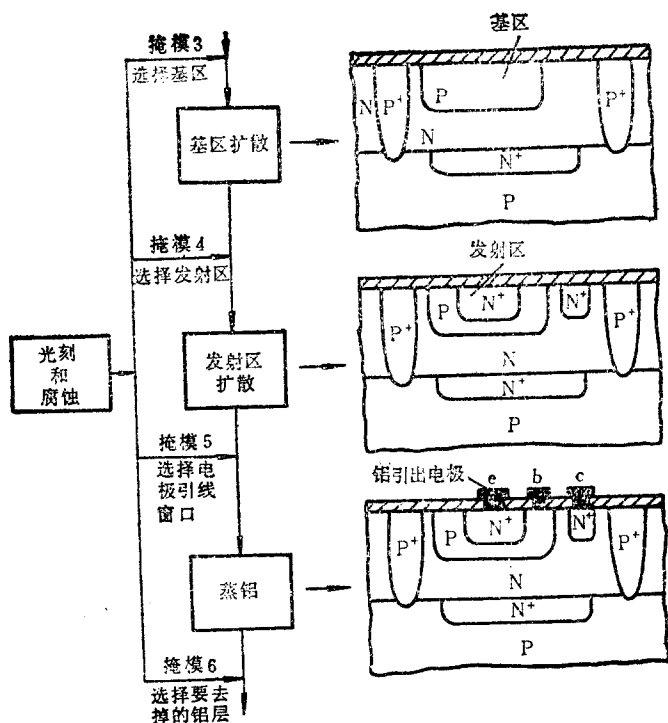 掩模3
选择基区
基区扩散
掩模4
选择发射区
光刻
和
腐蚀
发射区
扩散
掩模5
选择电
极引线
窗口
蒸铝
掩模6
选择要去
掉的铝层
基区
N
P+
P
P+
N
N+
P
发射区
P+
P
N+
N+
P+
N
N+
P
铝引出电极
e
b
c
P+
P
N+
N+
P+
N
N+
P